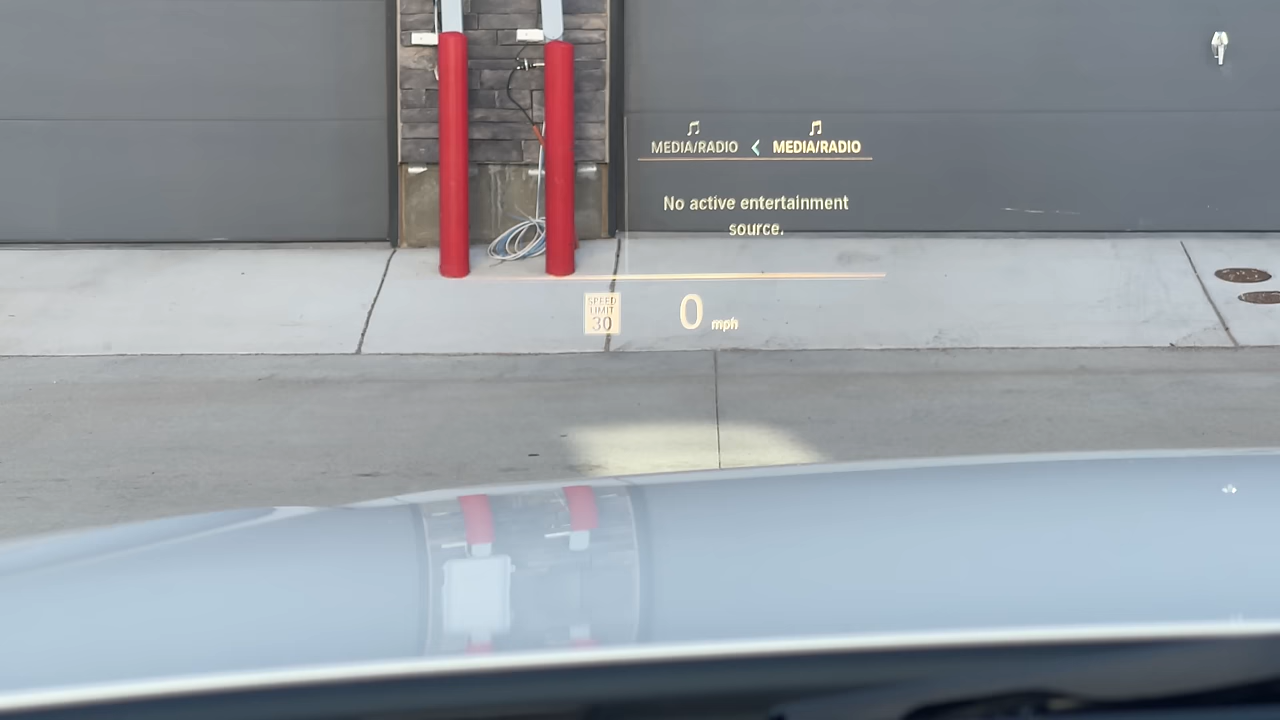 MEDIA/RADIO < MEDIA/RADIO
No active entertainment
source.
SPEED
LIMIT
30
0 mph